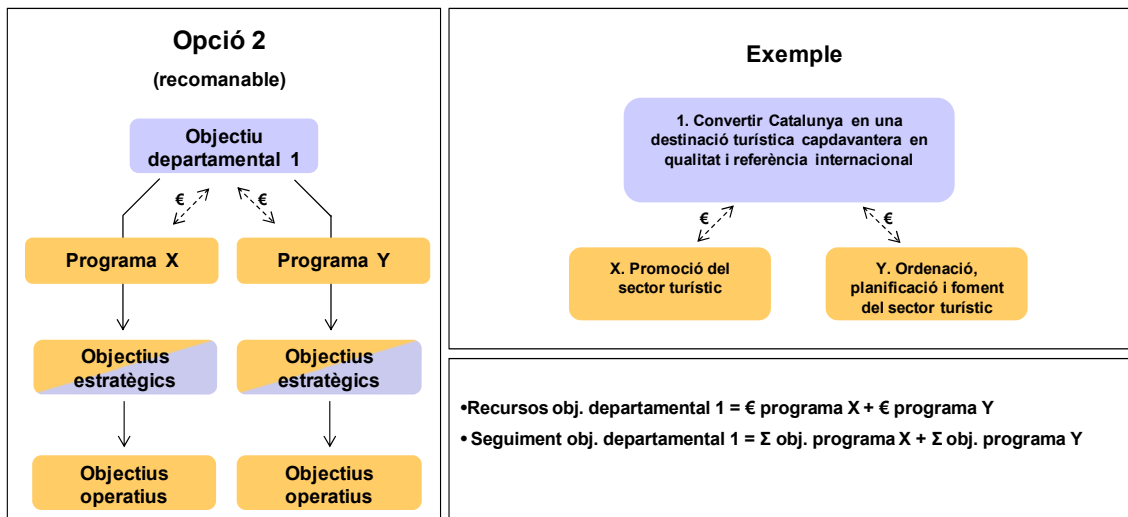 Opció 2
(recomanable)
Objectiu
departamental 1
€
€
Programa X
Programa Y
Objectius
estratègics
Objectius
estratègics
Objectius
operatius
Objectius
operatius
Exemple
1. Convertir Catalunya en una
destinació turística capdavantera en
qualitat i referència internacional
€
€
X. Promoció del
sector turístic
Y. Ordenació,
planificació i foment
del sector turístic
•Recursos obj. departamental 1 = € programa X + € programa Y
• Seguiment obj. departamental 1 = Σ obj. programa X + Σ obj. programa Y